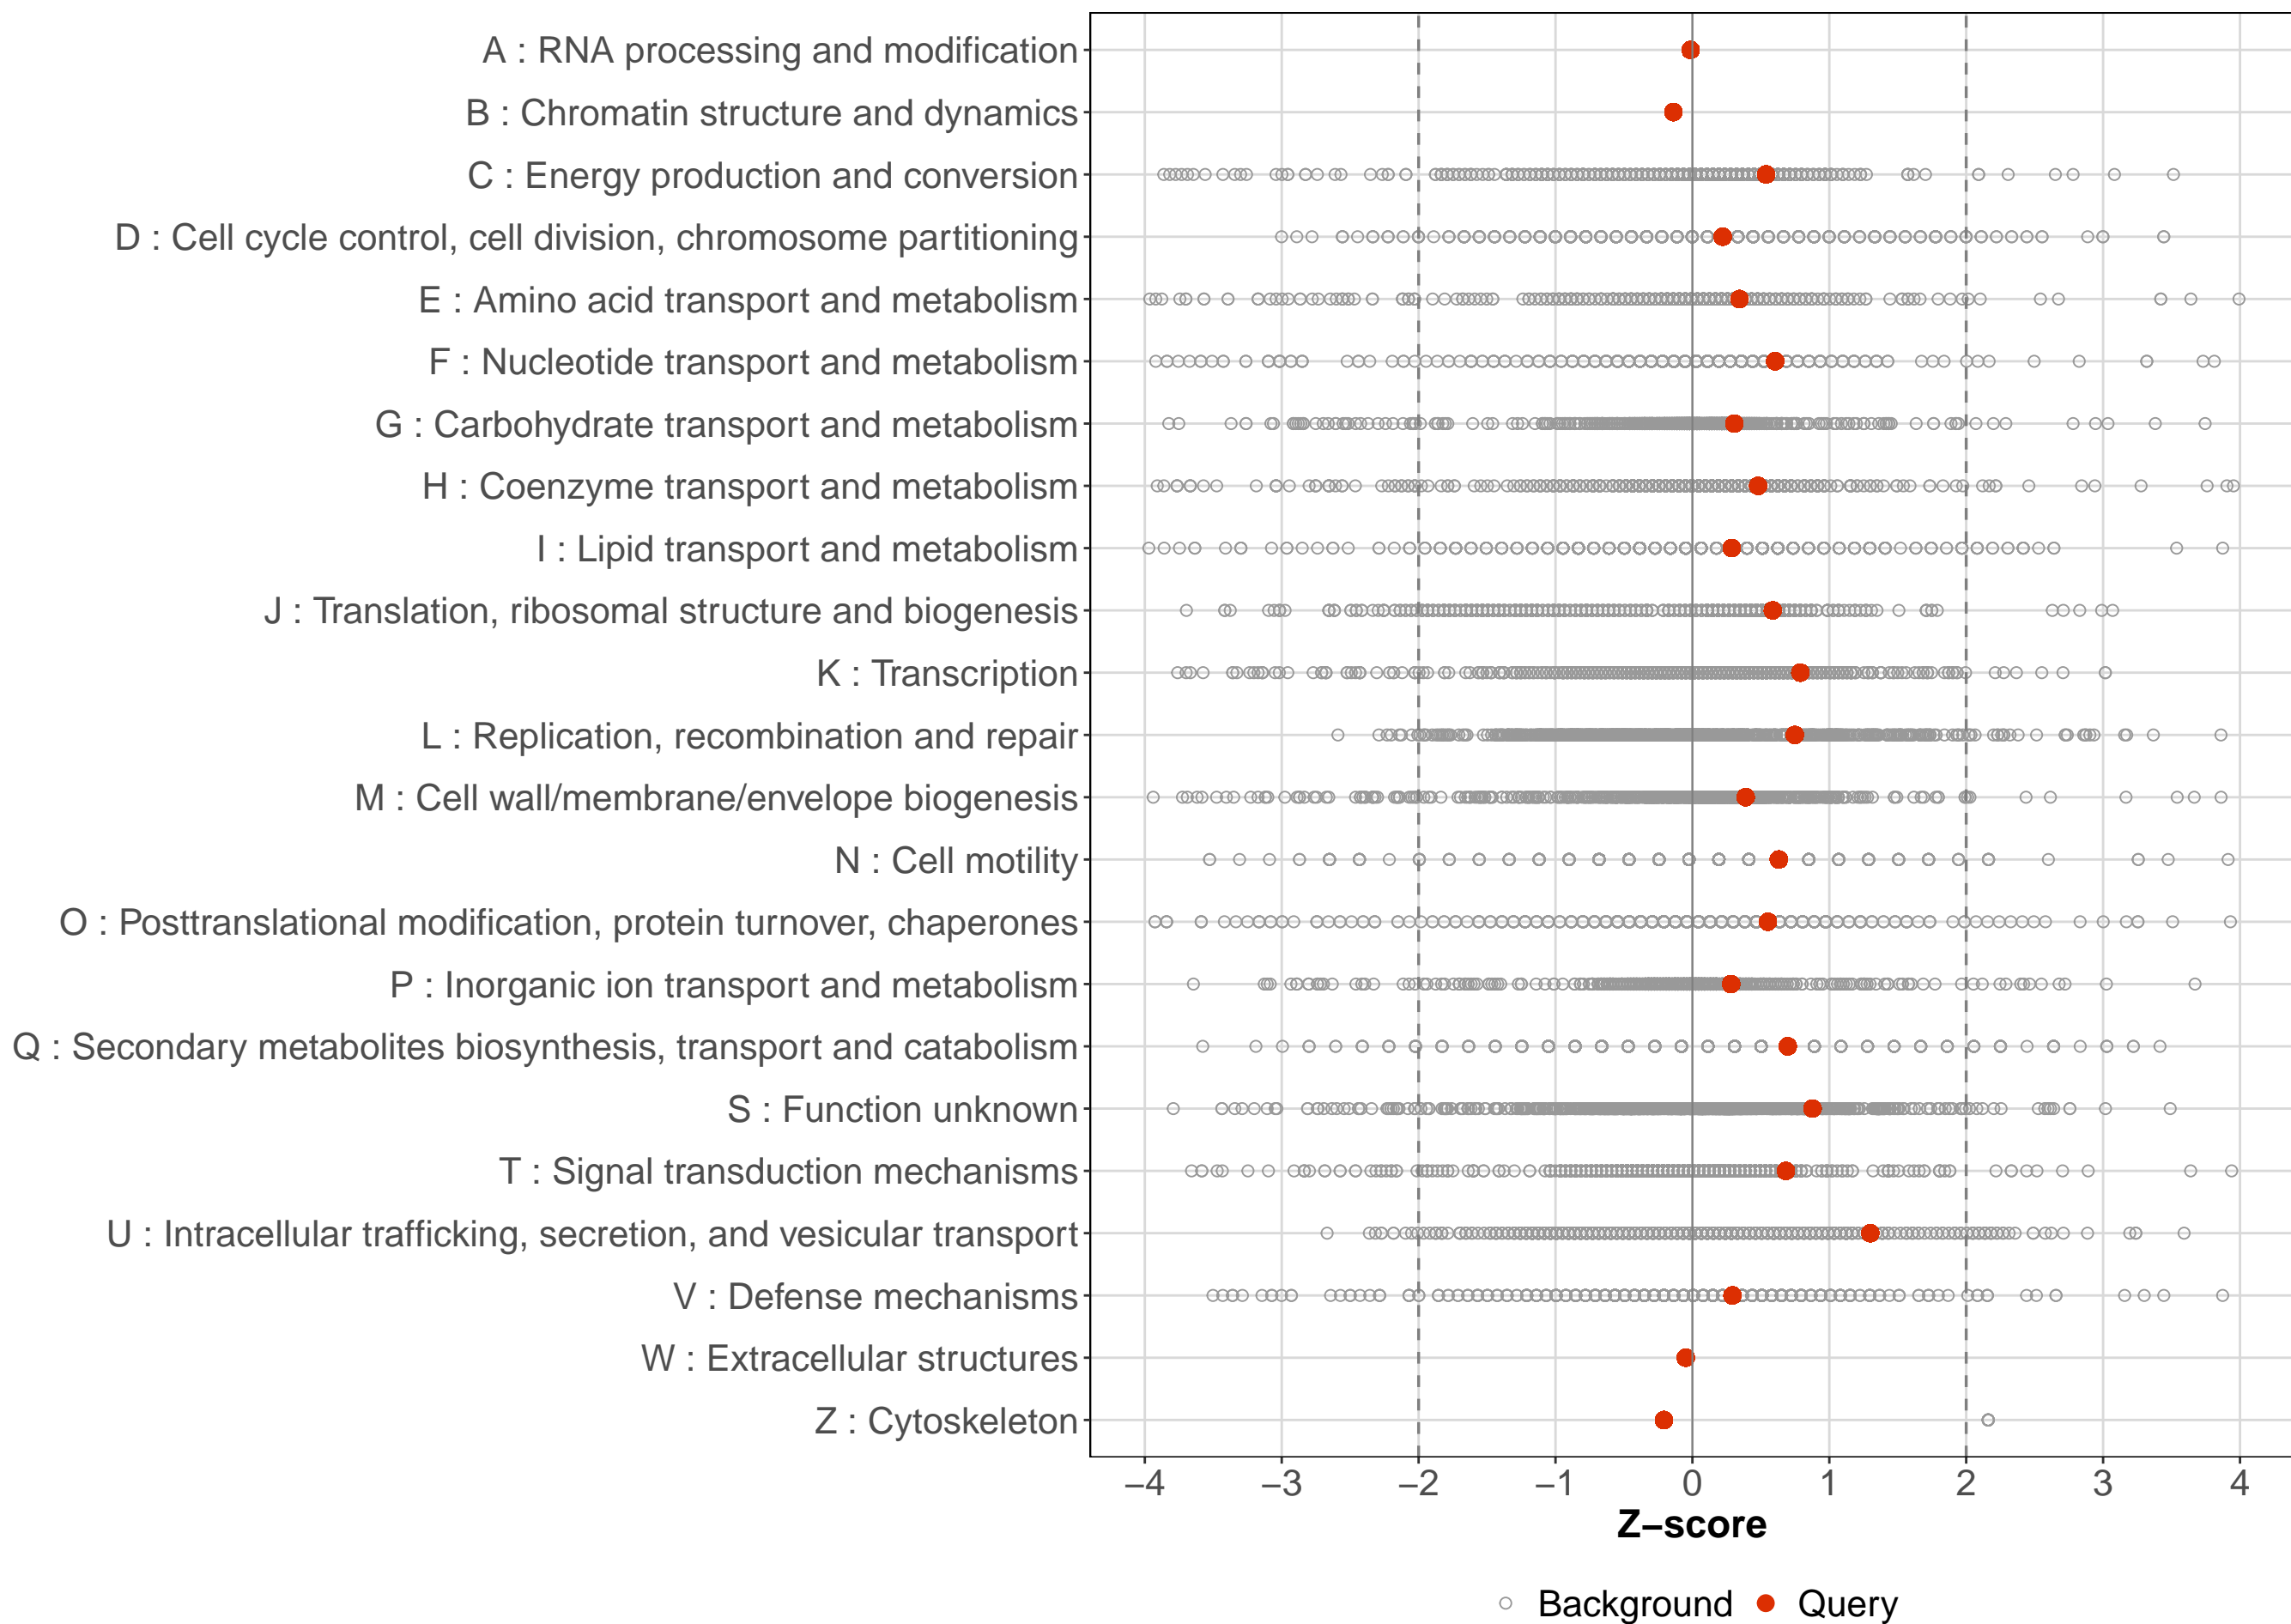 A : RNA processing and modification
B : Chromatin structure and dynamics
C : Energy production and conversion
D : Cell cycle control, cell division, chromosome partitioning
E : Amino acid transport and metabolism
F : Nucleotide transport and metabolism
G : Carbohydrate transport and metabolism
H : Coenzyme transport and metabolism
I : Lipid transport and metabolism
J : Translation, ribosomal structure and biogenesis
K : Transcription
L : Replication, recombination and repair
M : Cell wall/membrane/envelope biogenesis
N : Cell motility
O : Posttranslational modification, protein turnover, chaperones
P : Inorganic ion transport and metabolism
Q : Secondary metabolites biosynthesis, transport and catabolism
S : Function unknown
T : Signal transduction mechanisms
U : Intracellular trafficking, secretion, and vesicular transport
V : Defense mechanisms
W : Extracellular structures
Z : Cytoskeleton
−4 −3 −2 −1 0 1 2 3 4
Z−score
Background Query